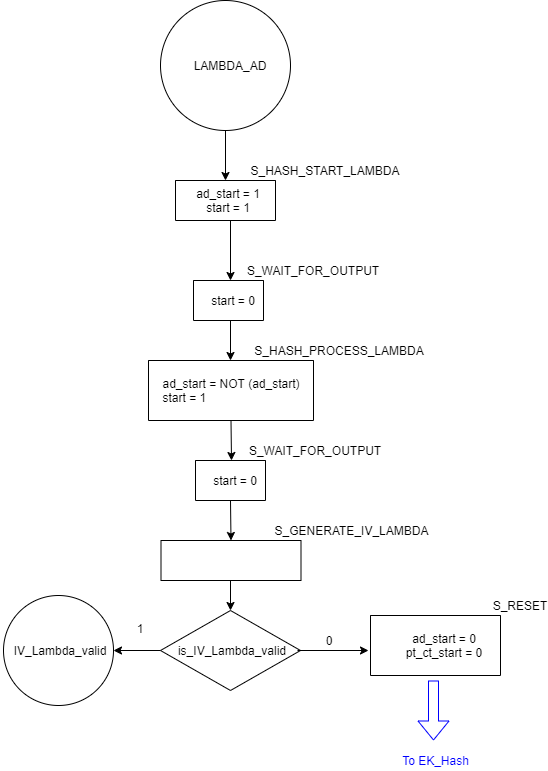 LAMBDA_AD
S_HASH_START_LAMBDA
ad_start = 1
start = 1
S_WAIT_FOR_OUTPUT
start = 0
S_HASH_PROCESS_LAMBDA
ad_start = NOT (ad_start)
start = 1
S_WAIT_FOR_OUTPUT
start = 0
S_GENERATE_IV_LAMBDA
S_RESET
1
0
IV_Lambda_valid
is_IV_Lambda_valid
ad_start = 0
pt_ct_start = 0
To EK_Hash